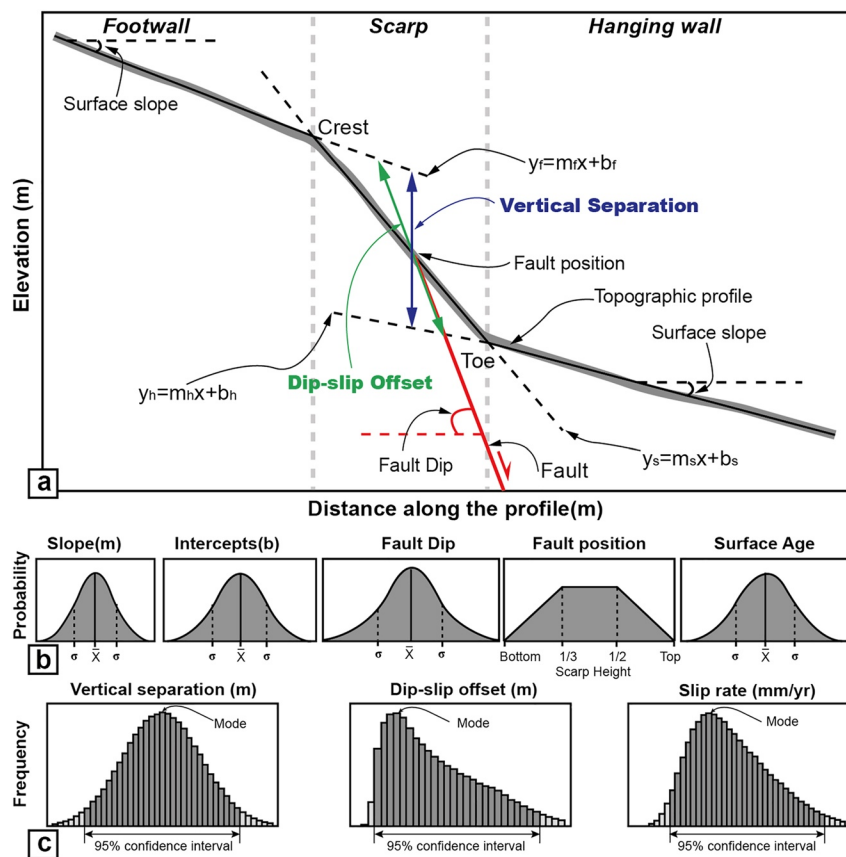 Footwall
Scarp
Hanging wall
Surface slope
Crest
yf=mfx+bf
Vertical Separation
Fault position
Topographic profile
Surface slope
Toe
Dip-slip Offset
yh=mhx+bh
Fault Dip
Fault
ys=msx+bs
Elevation (m)
a
Distance along the profile(m)
Slope(m)
Intercepts(b)
Fault Dip
Fault position
Surface Age
Probability
σ X̄ σ
σ X̄ σ
σ X̄ σ
Bottom 1/3 1/2 Top
Scarp Height
σ X̄ σ
b
Vertical separation (m)
Dip-slip offset (m)
Slip rate (mm/yr)
Mode
Mode
Mode
Frequency
95% confidence interval
95% confidence interval
95% confidence interval
c